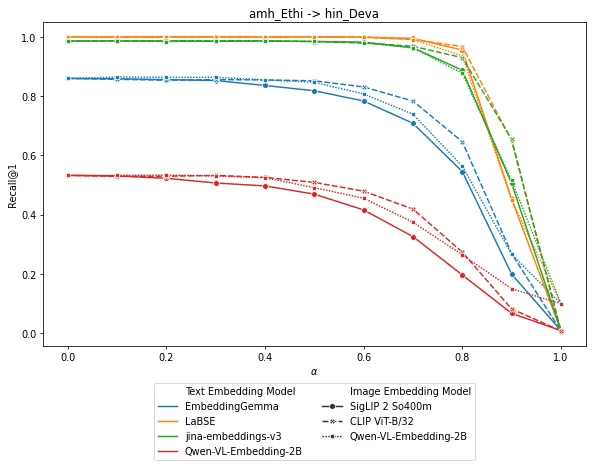 amh_Ethi -> hin_Deva
Recall@1
1.0
0.8
0.6
0.4
0.2
0.0
0.0 0.2 0.4 0.6 0.8 1.0
α
Text Embedding Model
EmbeddingGemma
LaBSE
jina-embeddings-v3
Qwen-VL-Embedding-2B
Image Embedding Model
SigLIP 2 So400m
CLIP ViT-B/32
Qwen-VL-Embedding-2B